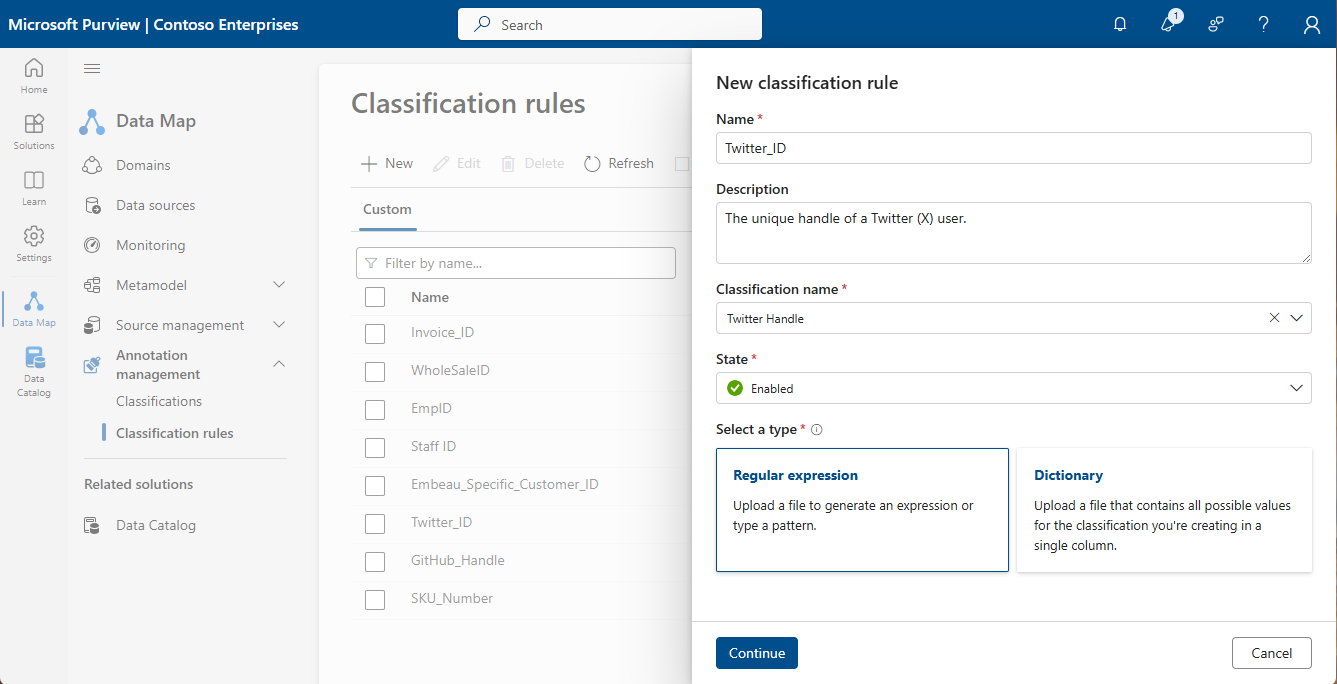 Microsoft Purview | Contoso Enterprises
Search
1
Home
Solutions
Learn
Settings
Data Map
Data
Catalog
Data Map
Domains
Data sources
Monitoring
Metamodel
Source management
Annotation
management
Classifications
Classification rules
Related solutions
Data Catalog
Classification rules
New
Edit
Delete
Refresh
Custom
Filter by name...
Name
Invoice_ID
WholeSaleID
EmpID
Staff ID
Embeau_Specific_Customer_ID
Twitter_ID
GitHub_Handle
SKU_Number
New classification rule
Name *
Twitter_ID
Description
The unique handle of a Twitter (X) user.
Classification name *
Twitter Handle
State *
Enabled
Select a type *
Regular expression
Upload a file to generate an expression or
type a pattern.
Dictionary
Upload a file that contains all possible values
for the classification you're creating in a
single column.
Continue
Cancel